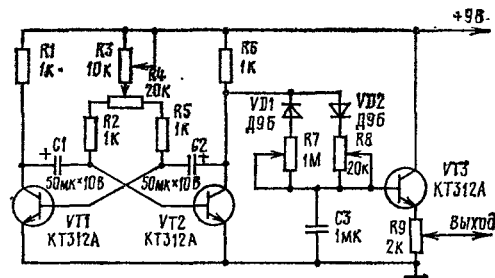 +9В
R1
1к
R3
10к
R4
20к
R6
1к
R2
1к
R5
1к
VD1
Д9Б
VD2
Д9Б
R7
1М
R8
20к
C1
50мк×10В
C2
50мк×10В
VT1
КТ312А
VT2
КТ312А
C3
1мк
VT3
КТ312А
R9
2к
Выход